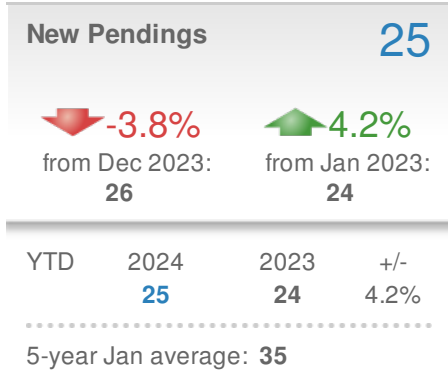 New Pendings 25
-3.8% 4.2%
from Dec 2023: from Jan 2023:
26 24
YTD 2024 2023 +/-
25 24 4.2%
5-year Jan average: 35